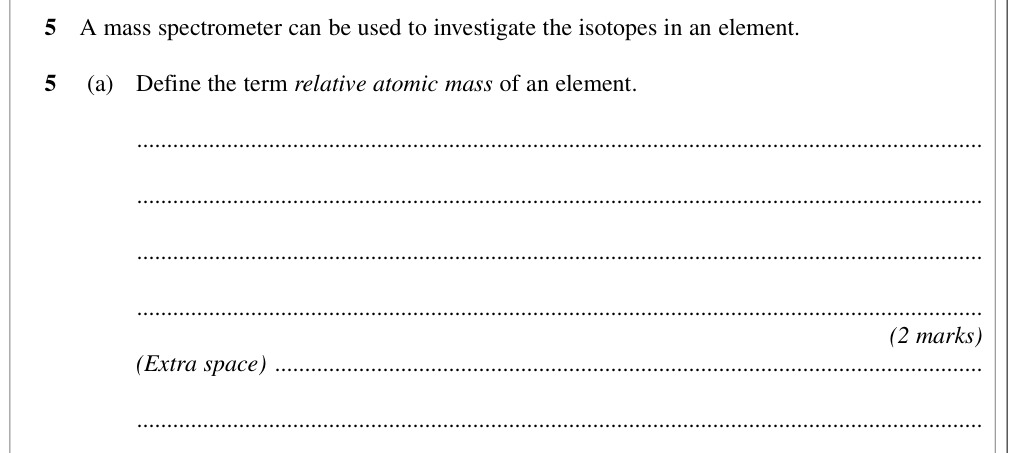 5 A mass spectrometer can be used to investigate the isotopes in an element.
5 (a) Define the term relative atomic mass of an element.
(2 marks)
(Extra space)